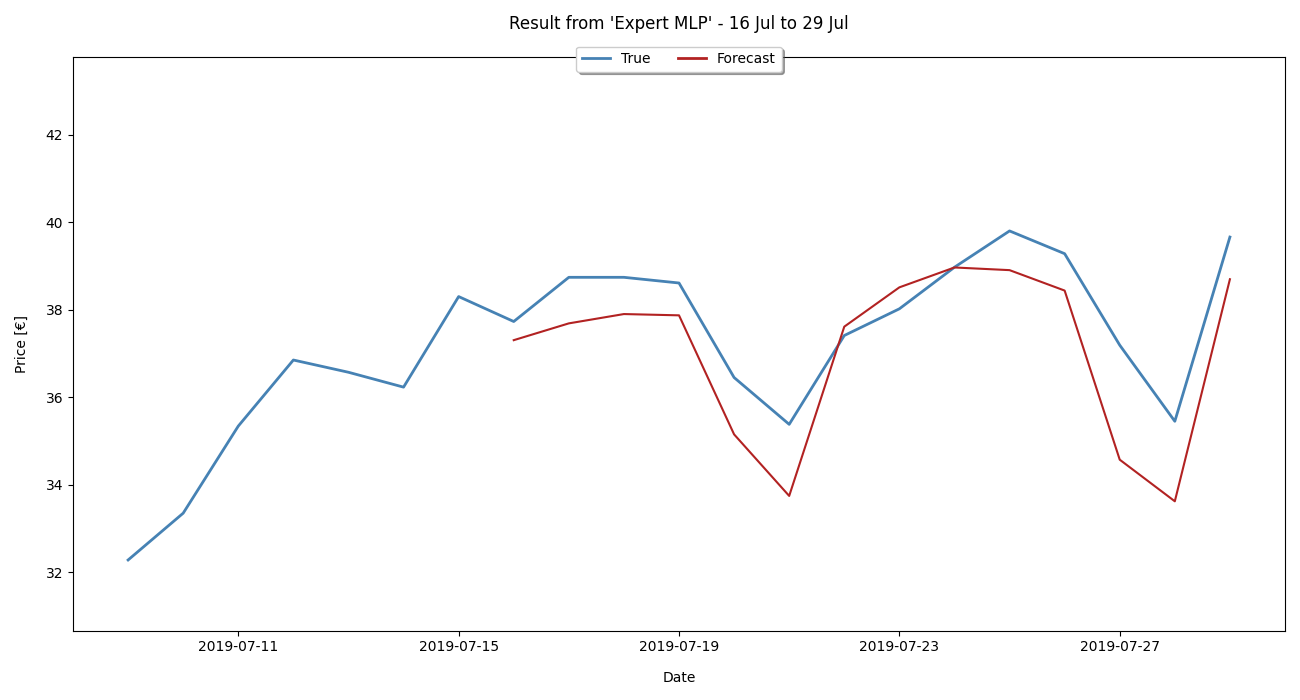 Result from 'Expert MLP' - 16 Jul to 29 Jul
True Forecast
Price [€]
42
40
38
36
34
32
2019-07-11 2019-07-15 2019-07-19 2019-07-23 2019-07-27
Date